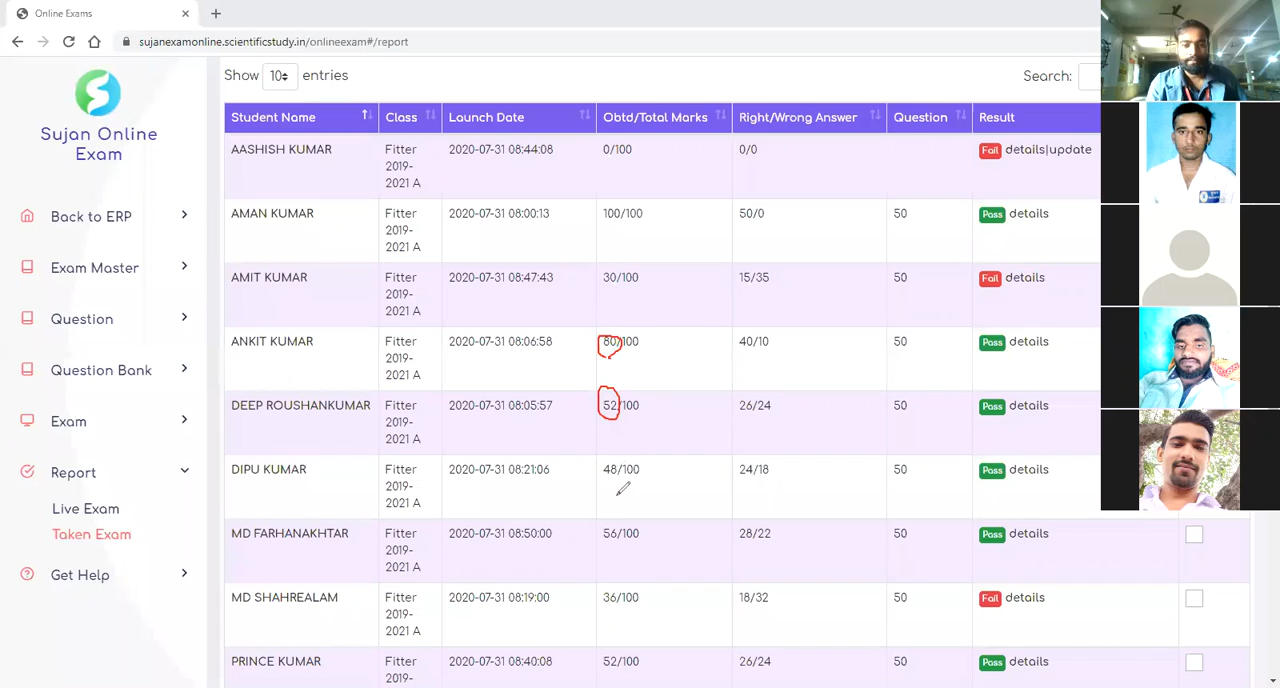 Online Exams
sujanexamonline.scientificstudy.in/onlineexam#/report
Sujan Online
Exam
Back to ERP
Exam Master
Question
Question Bank
Exam
Report
Live Exam
Taken Exam
Get Help
Show 10 entries
Search:
Student Name Class Launch Date Obtd/Total Marks Right/Wrong Answer Question Result
AASHISH KUMAR Fitter 2020-07-31 08:44:08 0/100 0/0 Fail details|update
2019-
2021 A
AMAN KUMAR Fitter 2020-07-31 08:00:13 100/100 50/0 50 Pass details
2019-
2021 A
AMIT KUMAR Fitter 2020-07-31 08:47:43 30/100 15/35 50 Fail details
2019-
2021 A
ANKIT KUMAR Fitter 2020-07-31 08:06:58 80/100 40/10 50 Pass details
2019-
2021 A
DEEP ROUSHANKUMAR Fitter 2020-07-31 08:05:57 52/100 26/24 50 Pass details
2019-
2021 A
DIPU KUMAR Fitter 2020-07-31 08:21:06 48/100 24/18 50 Pass details
2019-
2021 A
MD FARHANAKHTAR Fitter 2020-07-31 08:50:00 56/100 28/22 50 Pass details
2019-
2021 A
MD SHAHREALAM Fitter 2020-07-31 08:19:00 36/100 18/32 50 Fail details
2019-
2021 A
PRINCE KUMAR Fitter 2020-07-31 08:40:08 52/100 26/24 50 Pass details
2019-